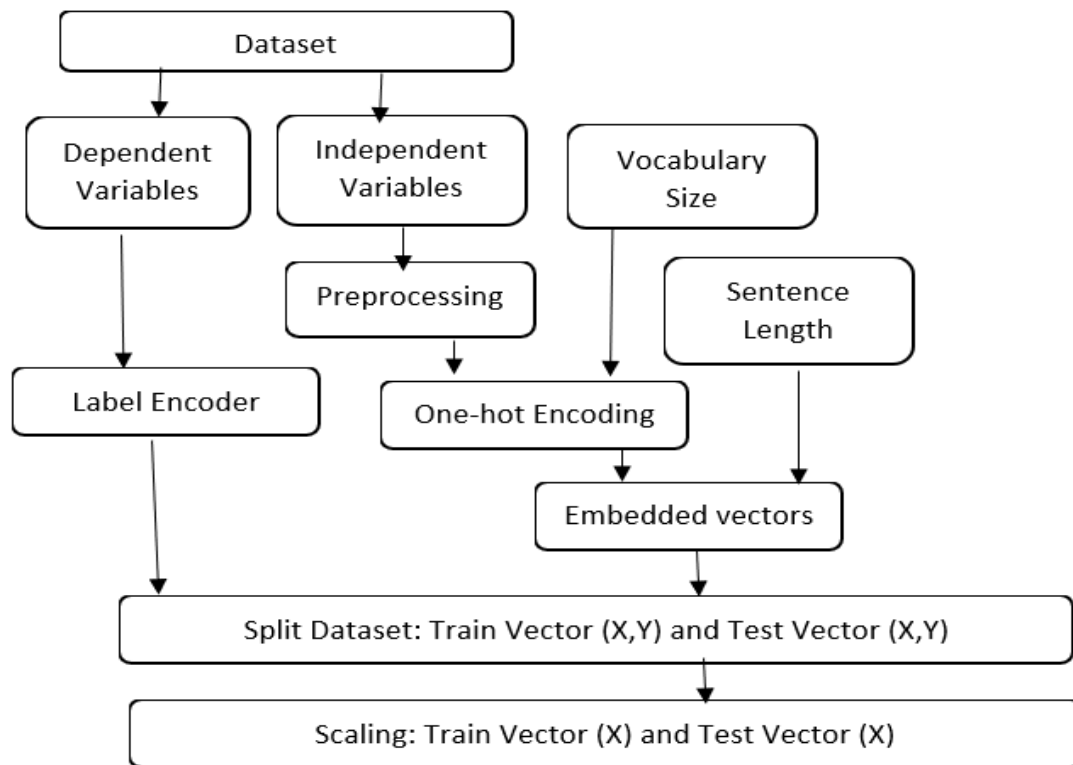 Dataset
Dependent
Variables
Independent
Variables
Vocabulary
Size
Preprocessing
Sentence
Length
Label Encoder
One-hot Encoding
Embedded vectors
Split Dataset: Train Vector (X,Y) and Test Vector (X,Y)
Scaling: Train Vector (X) and Test Vector (X)